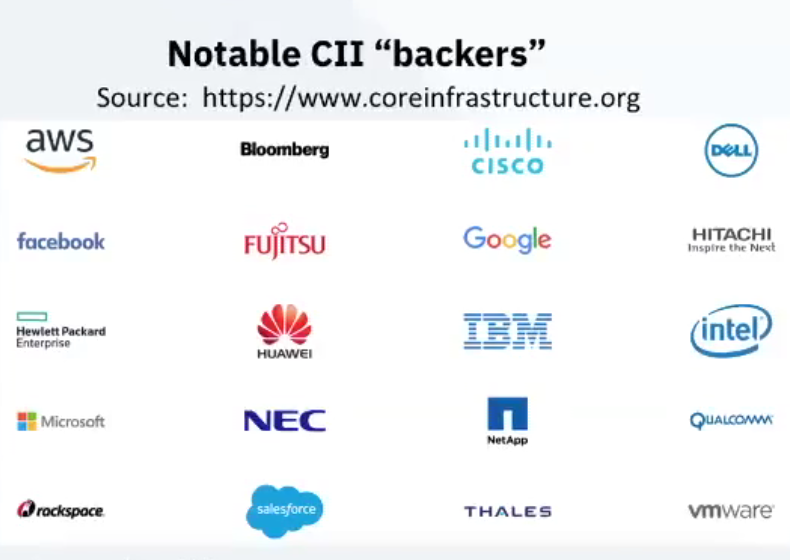 Notable CII “backers”
Source: https://www.coreinfrastructure.org
aws Bloomberg CISCO DELL
facebook FUJITSU Google HITACHI
Inspire the Next
Hewlett Packard
Enterprise
HUAWEI IBM intel
Microsoft NEC NetApp QUALCOMM
rackspace. salesforce THALES vmware